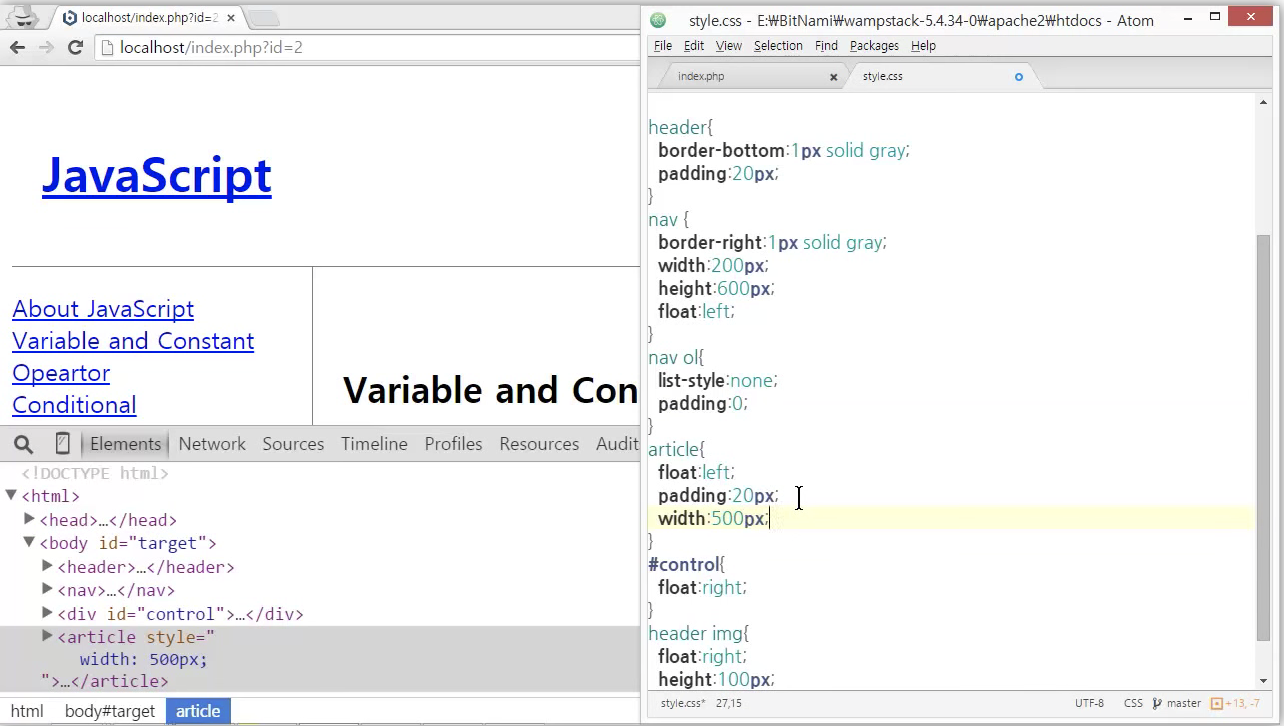 localhost/index.php?id=2
localhost/index.php?id=2
JavaScript
About JavaScript
Variable and Constant
Opeartor
Conditional
Variable and Con
Elements Network Sources Timeline Profiles Resources Audit
<!DOCTYPE html>
<html>
<head>…</head>
<body id="target">
<header>…</header>
<nav>…</nav>
<div id="control">…</div>
<article style="
width: 500px;
">…</article>
html body#target article
style.css - E:₩BitNami₩wampstack-5.4.34-0₩apache2₩htdocs - Atom
File Edit View Selection Find Packages Help
index.php style.css
header{
border-bottom:1px solid gray;
padding:20px;
}
nav {
border-right:1px solid gray;
width:200px;
height:600px;
float:left;
}
nav ol{
list-style:none;
padding:0;
}
article{
float:left;
padding:20px;
width:500px;
}
#control{
float:right;
}
header img{
float:right;
height:100px;
style.css* 27,15 UTF-8 CSS master +13, -7